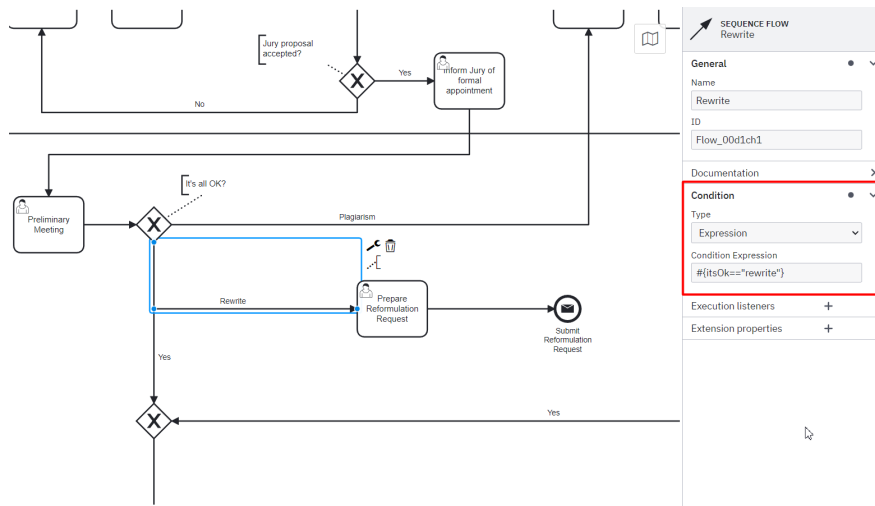 Jury proposal
accepted?
Yes
Inform Jury of
formal
appointment
No
It's all OK?
Preliminary
Meeting
Plagiarism
Rewrite
Prepare
Reformulation
Request
Submit
Reformulation
Request
Yes
Yes
SEQUENCE FLOW
Rewrite
General
Name
Rewrite
ID
Flow_00d1ch1
Documentation
Condition
Type
Expression
Condition Expression
#{itsOk=="rewrite"}
Execution listeners
Extension properties